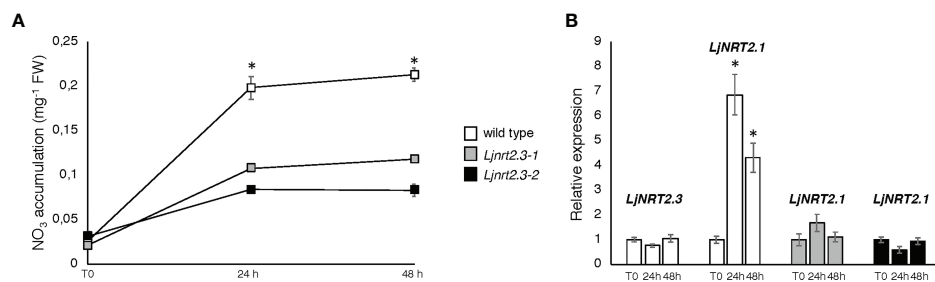 A
NO3 accumulation (mg-1 FW)
0,25
0,2
0,15
0,1
0,05
0
*
*
T0
24 h
48 h
wild type
Ljnrt2.3-1
Ljnrt2.3-2
B
Relative expression
9
8
7
6
5
4
3
2
1
0
LjNRT2.3
LjNRT2.1
*
*
LjNRT2.1
LjNRT2.1
T0 24h 48h
T0 24h 48h
T0 24h 48h
T0 24h 48h